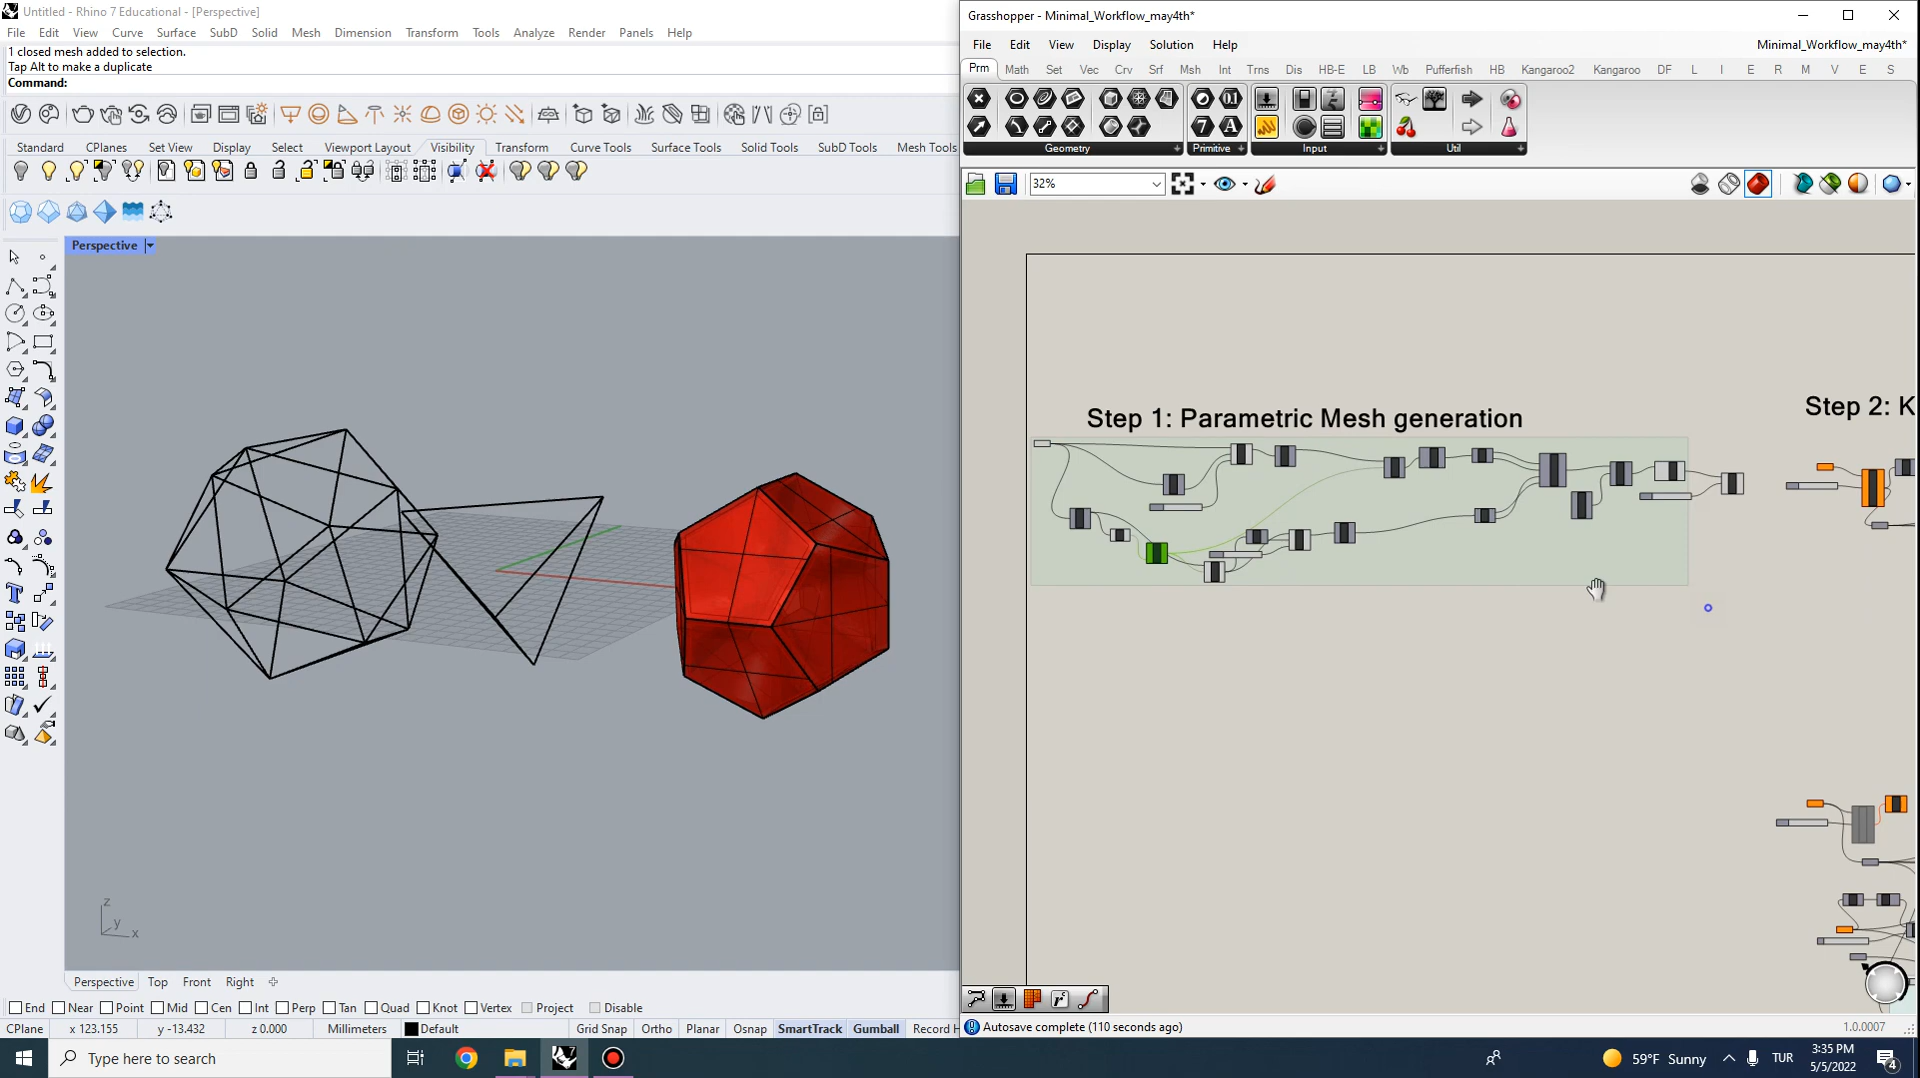 Untitled - Rhino 7 Educational - [Perspective]
File Edit View Curve Surface SubD Solid Mesh Dimension Transform Tools Analyze Render Panels Help
1 closed mesh added to selection.
Tap Alt to make a duplicate
Command:
Standard CPlanes Set View Display Select Viewport Layout Visibility Transform Curve Tools Surface Tools Solid Tools SubD Tools Mesh Tools
Perspective
z
y
x
Perspective Top Front Right
End Near Point Mid Cen Int Perp Tan Quad Knot Vertex Project Disable
CPlane x 123.155 y -13.432 z 0.000 Millimeters Default Grid Snap Ortho Planar Osnap SmartTrack Gumball Record H
Grasshopper - Minimal_Workflow_may4th*
File Edit View Display Solution Help Minimal_Workflow_may4th*
Prm Math Set Vec Crv Srf Msh Int Trns Dis HB-E LB Wb Pufferfish HB Kangaroo2 Kangaroo DF L I E R M V E S
Geometry Primitive Input Util
32%
Step 1: Parametric Mesh generation
Step 2: K
Autosave complete (110 seconds ago)
1.0.0007
Type here to search
59°F Sunny
TUR
3:35 PM
5/5/2022
4